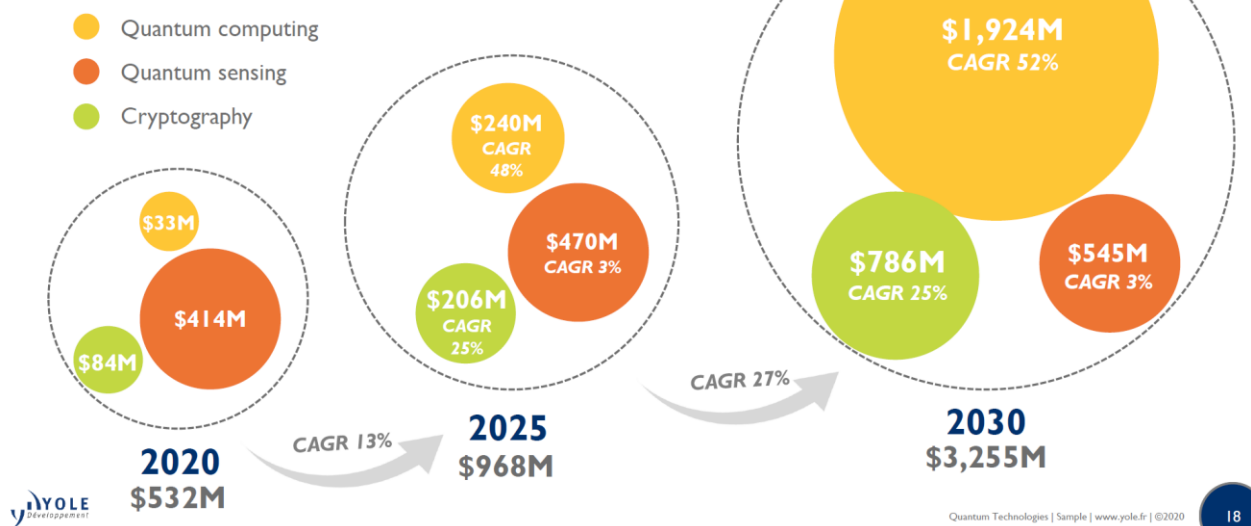 Quantum computing
Quantum sensing
Cryptography
$33M
$414M
$84M
2020
$532M
CAGR 13%
$240M
CAGR
48%
$470M
CAGR 3%
$206M
CAGR
25%
2025
$968M
CAGR 27%
$1,924M
CAGR 52%
$786M
CAGR 25%
$545M
CAGR 3%
2030
$3,255M
YOLE
Développement
Quantum Technologies | Sample | www.yole.fr | ©2020
18